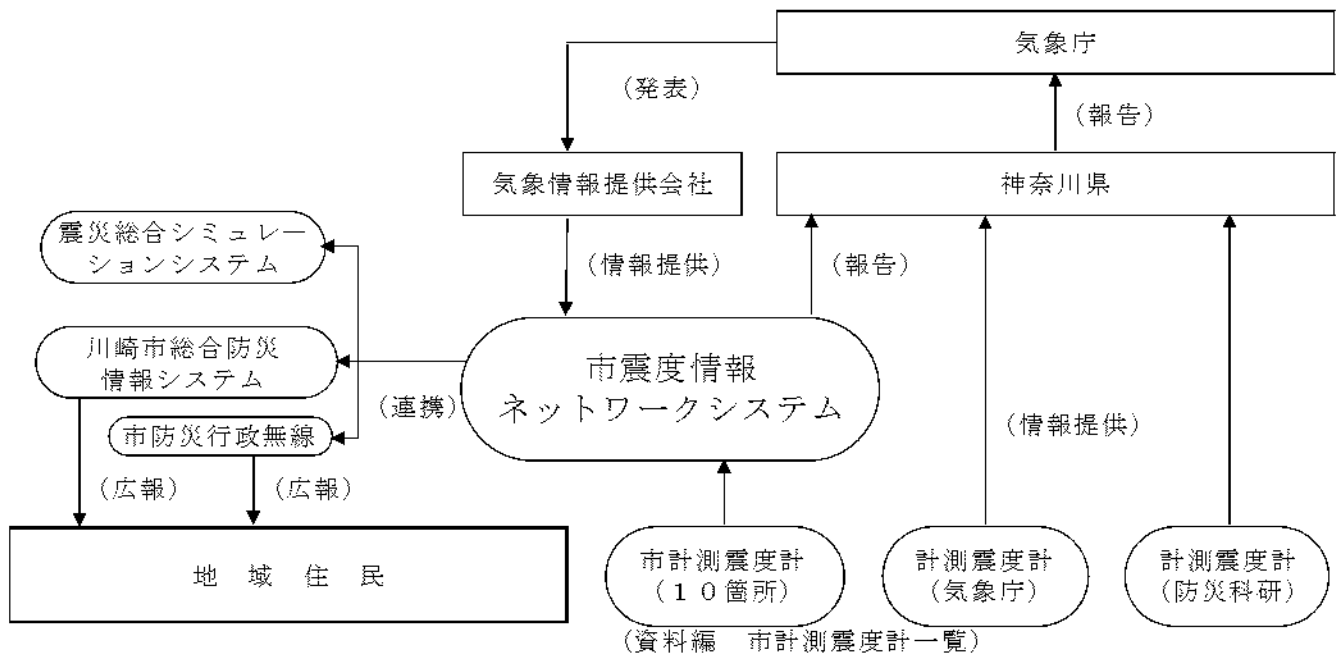 気象庁
(発表)
(報告)
気象情報提供会社
神奈川県
震災総合シミュレー
ションシステム
(情報提供)
(報告)
川崎市総合防災
情報システム
市震度情報
ネットワークシステム
(連携)
市防災行政無線
(情報提供)
(広報)
(広報)
地 域 住 民
市計測震度計
(10箇所)
計測震度計
(気象庁)
計測震度計
(防災科研)
(資料編 市計測震度計一覧)